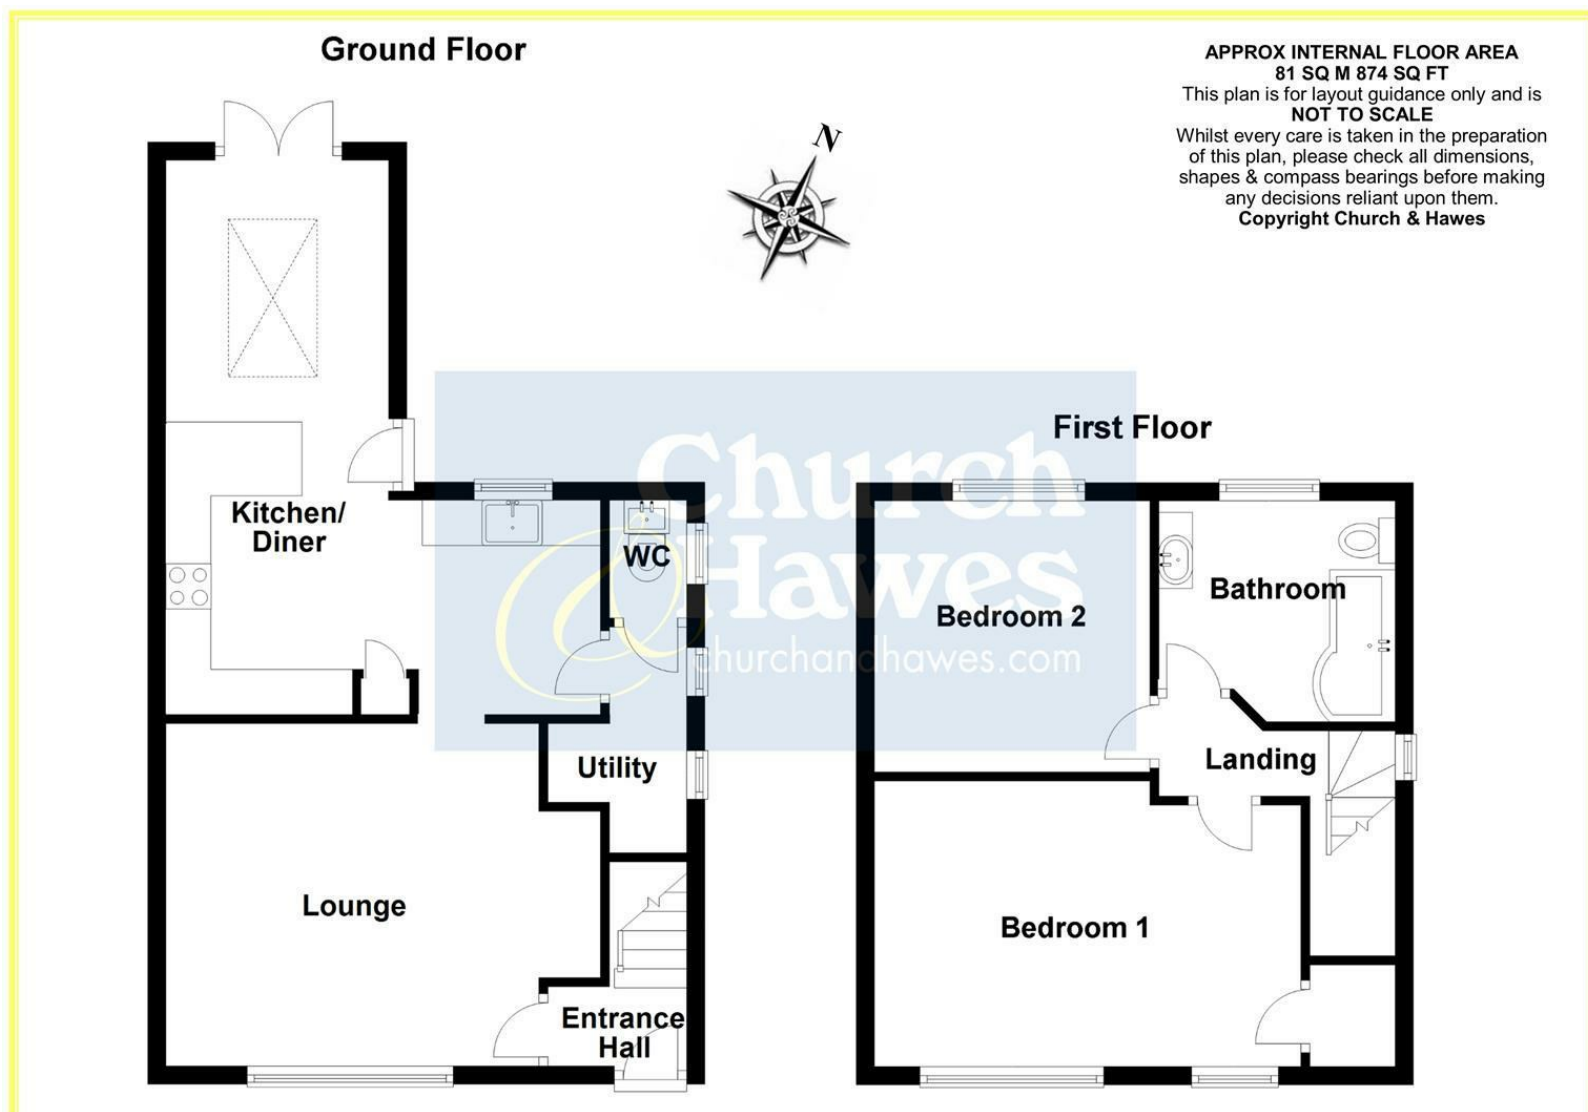 Ground Floor
APPROX INTERNAL FLOOR AREA
81 SQ M 874 SQ FT
This plan is for layout guidance only and is
NOT TO SCALE
Whilst every care is taken in the preparation
of this plan, please check all dimensions,
shapes & compass bearings before making
any decisions reliant upon them.
Copyright Church & Hawes
N
First Floor
Church
& Hawes
churchandhawes.com
Kitchen/
Diner
WC
Utility
Lounge
Entrance
Hall
Bedroom 2
Bathroom
Landing
Bedroom 1